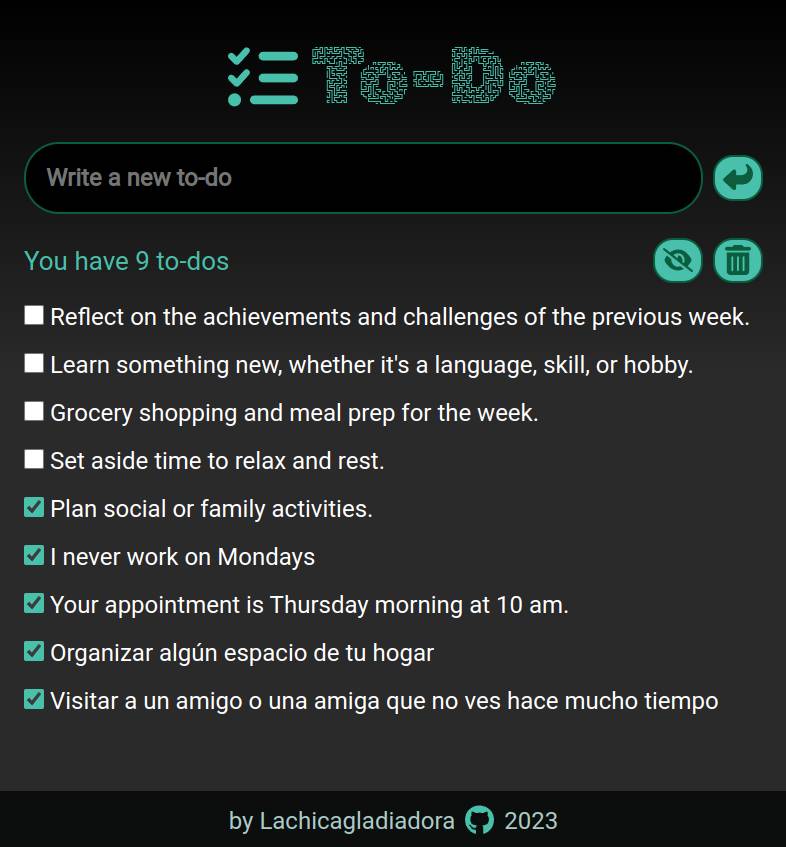 To-Do
Write a new to-do
You have 9 to-dos
Reflect on the achievements and challenges of the previous week.
Learn something new, whether it's a language, skill, or hobby.
Grocery shopping and meal prep for the week.
Set aside time to relax and rest.
Plan social or family activities.
I never work on Mondays
Your appointment is Thursday morning at 10 am.
Organizar algún espacio de tu hogar
Visitar a un amigo o una amiga que no ves hace mucho tiempo
by Lachicagladiadora 2023